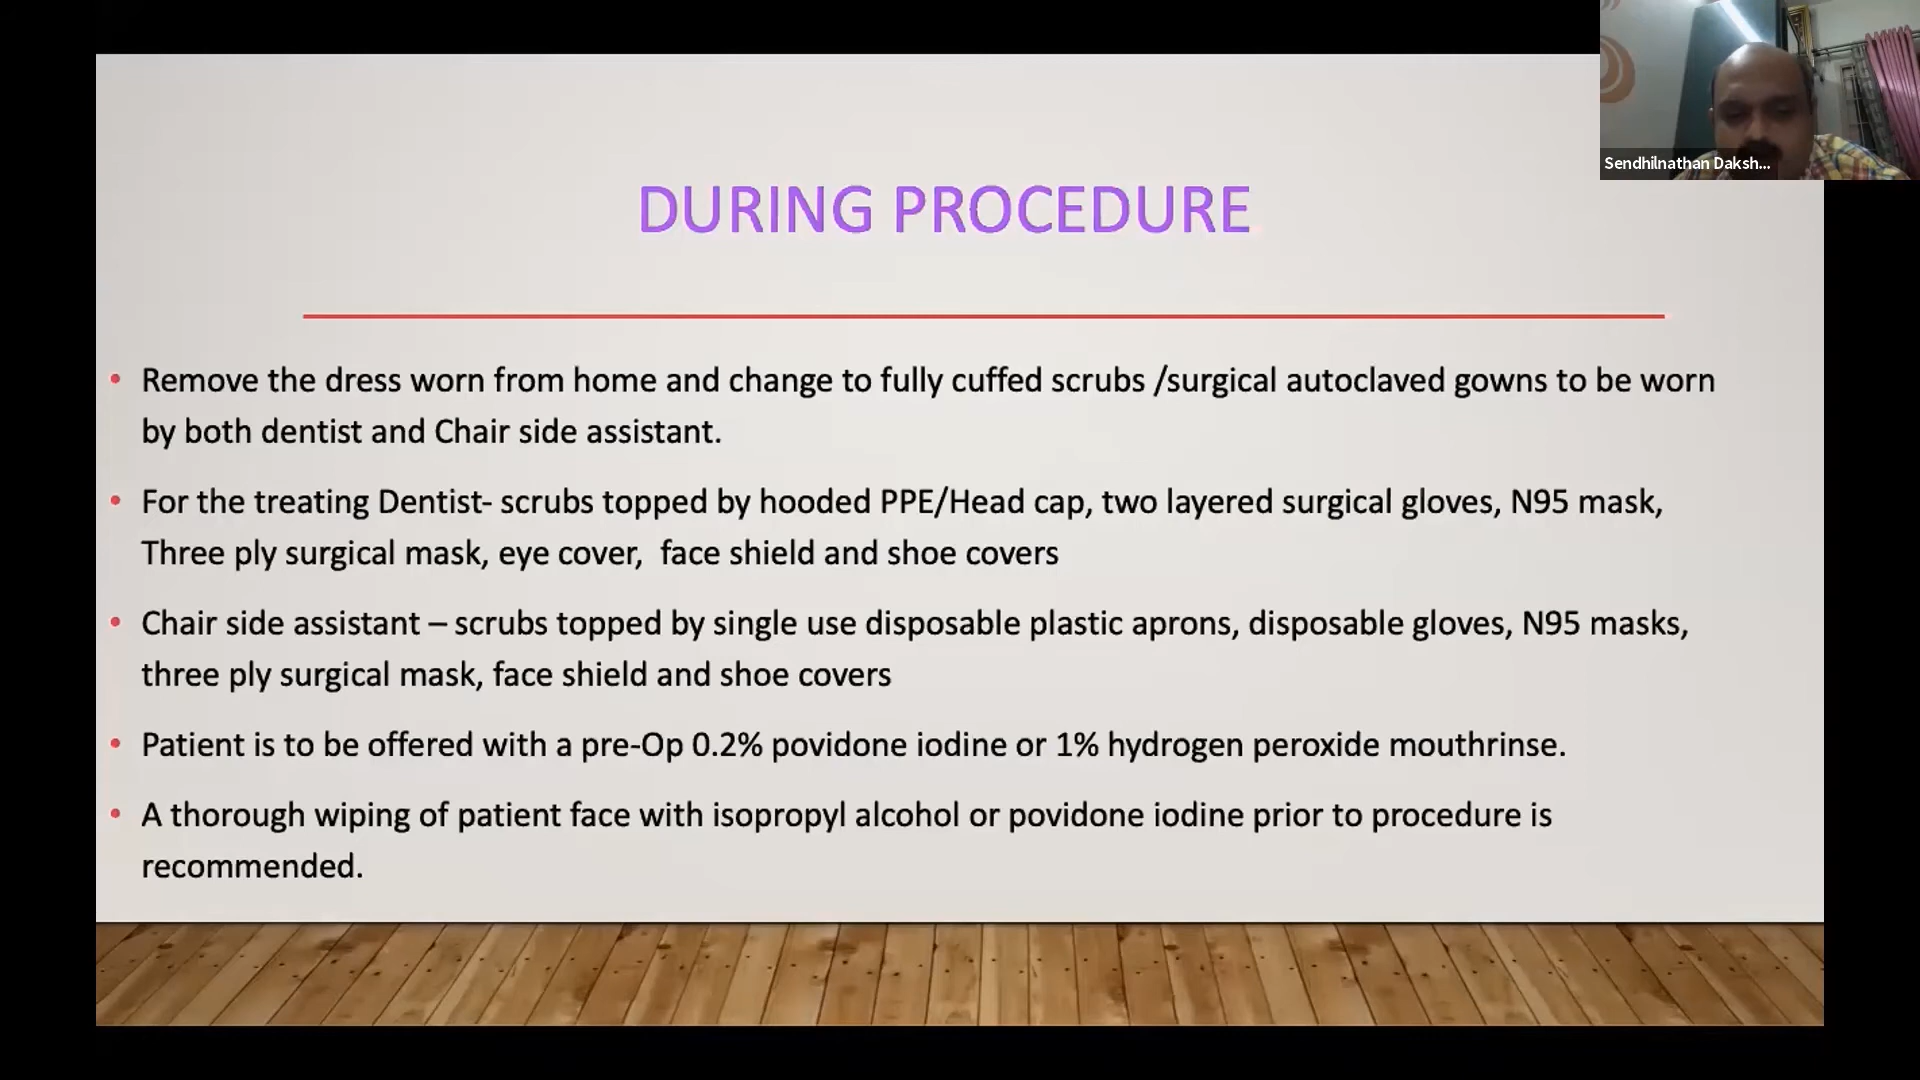 Sendhilnathan Daksh...
DURING PROCEDURE
• Remove the dress worn from home and change to fully cuffed scrubs /surgical autoclaved gowns to be worn
by both dentist and Chair side assistant.
• For the treating Dentist- scrubs topped by hooded PPE/Head cap, two layered surgical gloves, N95 mask,
Three ply surgical mask, eye cover,  face shield and shoe covers
• Chair side assistant – scrubs topped by single use disposable plastic aprons, disposable gloves, N95 masks,
three ply surgical mask, face shield and shoe covers
• Patient is to be offered with a pre-Op 0.2% povidone iodine or 1% hydrogen peroxide mouthrinse.
• A thorough wiping of patient face with isopropyl alcohol or povidone iodine prior to procedure is
recommended.